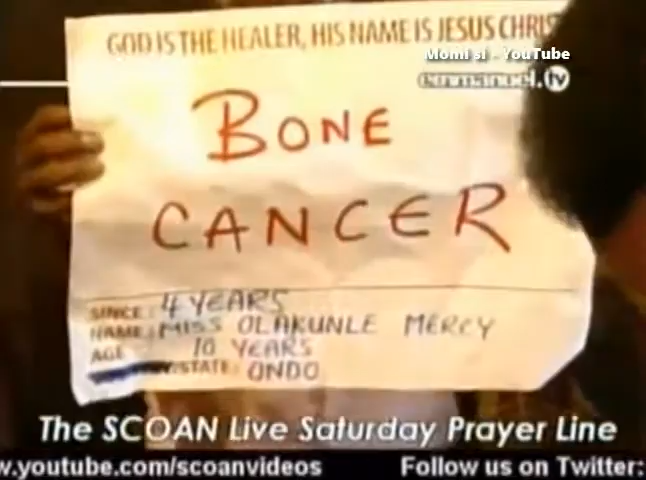 GOD IS THE HEALER, HIS NAME IS JESUS CHRIS
Momi si - YouTube
emmanuel.tv
BONE
CANCER
SINCE: 4 YEARS
NAME: MISS OLAKUNLE MERCY
AGE 10 YEARS
STATE: ONDO
The SCOAN Live Saturday Prayer Line
w.youtube.com/scoanvideos Follow us on Twitter: